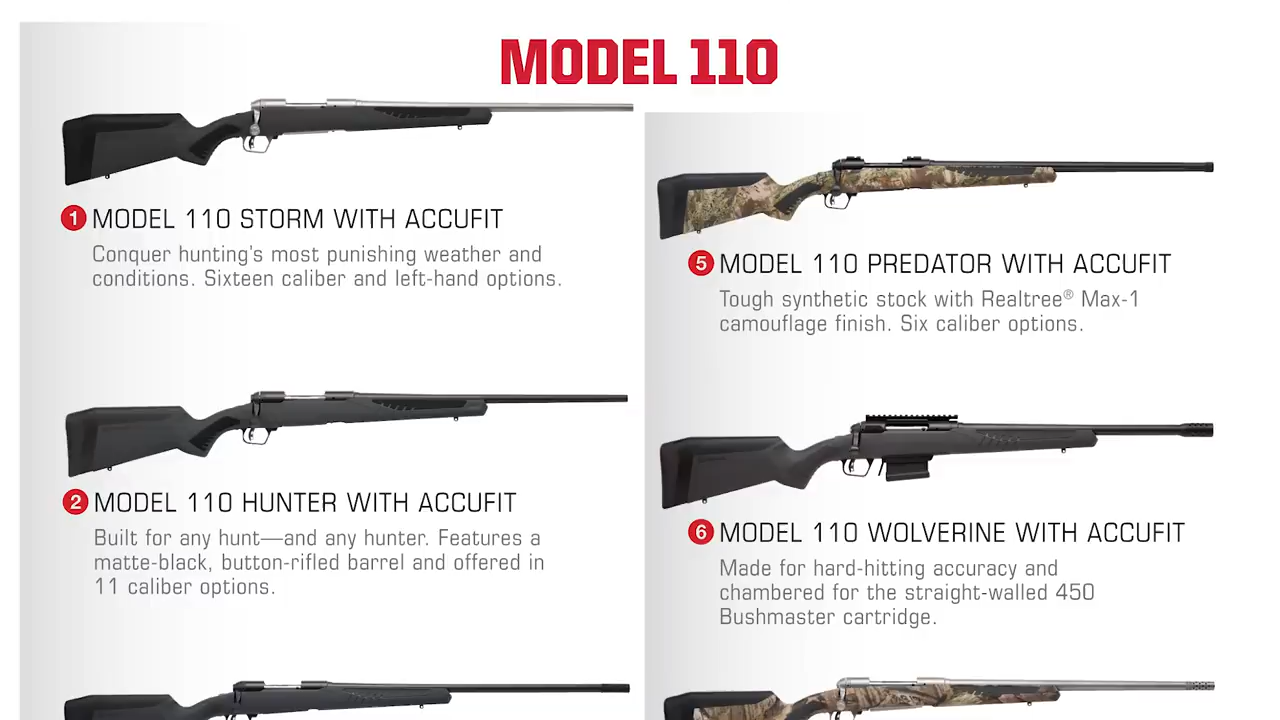 MODEL 110
1 MODEL 110 STORM WITH ACCUFIT
Conquer hunting's most punishing weather and
conditions. Sixteen caliber and left-hand options.
2 MODEL 110 HUNTER WITH ACCUFIT
Built for any hunt—and any hunter. Features a
matte-black, button-rifled barrel and offered in
11 caliber options.
5 MODEL 110 PREDATOR WITH ACCUFIT
Tough synthetic stock with Realtree® Max-1
camouflage finish. Six caliber options.
6 MODEL 110 WOLVERINE WITH ACCUFIT
Made for hard-hitting accuracy and
chambered for the straight-walled 450
Bushmaster cartridge.